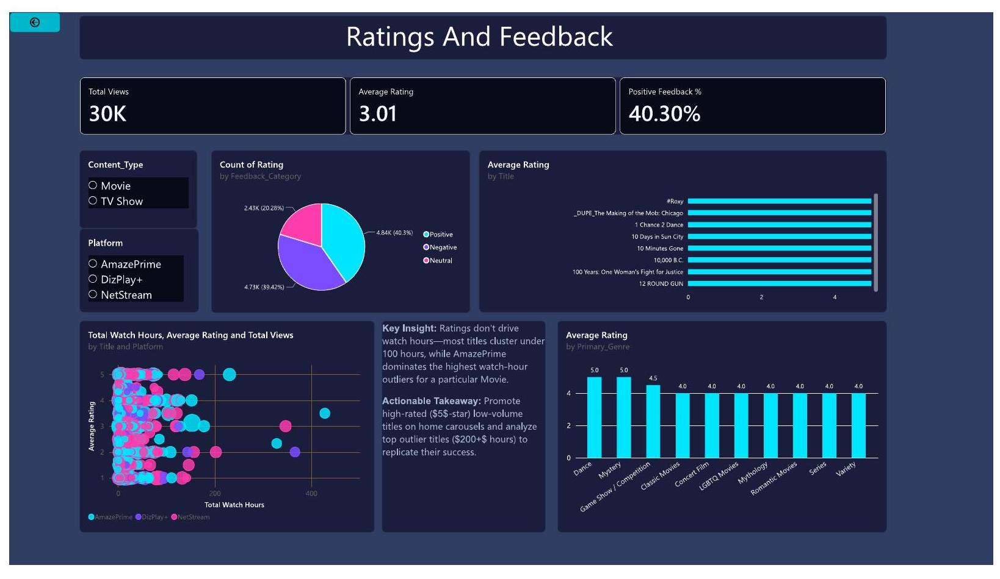 Ratings And Feedback
Total Views
30K
Average Rating
3.01
Positive Feedback %
40.30%
Content_Type
Movie
TV Show
Platform
AmazePrime
DizPlay+
NetStream
Count of Rating
by Feedback_Category
2.43K (20.28%)
4.84K (40.3%)
4.73K (39.42%)
Positive
Negative
Neutral
Average Rating
by Title
#Roxy
_DUPE_The Making of the Mob: Chicago
1 Chance 2 Dance
10 Days in Sun City
10 Minutes Gone
10,000 B.C.
100 Years: One Woman's Fight for Justice
12 ROUND GUN
0 2 4
Total Watch Hours, Average Rating and Total Views
by Title and Platform
Average Rating
5
4
3
2
1
0 200 400
Total Watch Hours
AmazePrime DizPlay+ NetStream
Key Insight: Ratings don't drive
watch hours—most titles cluster under
100 hours, while AmazePrime
dominates the highest watch-hour
outliers for a particular Movie.
Actionable Takeaway: Promote
high-rated ($5$-star) low-volume
titles on home carousels and analyze
top outlier titles ($200+$ hours) to
replicate their success.
Average Rating
by Primary_Genre
5.0 5.0 4.5 4.0 4.0 4.0 4.0 4.0 4.0 4.0
4
2
0
Dance
Mystery
Game Show / Competition
Classic Movies
Concert Film
LGBTQ Movies
Mythology
Romantic Movies
Series
Variety